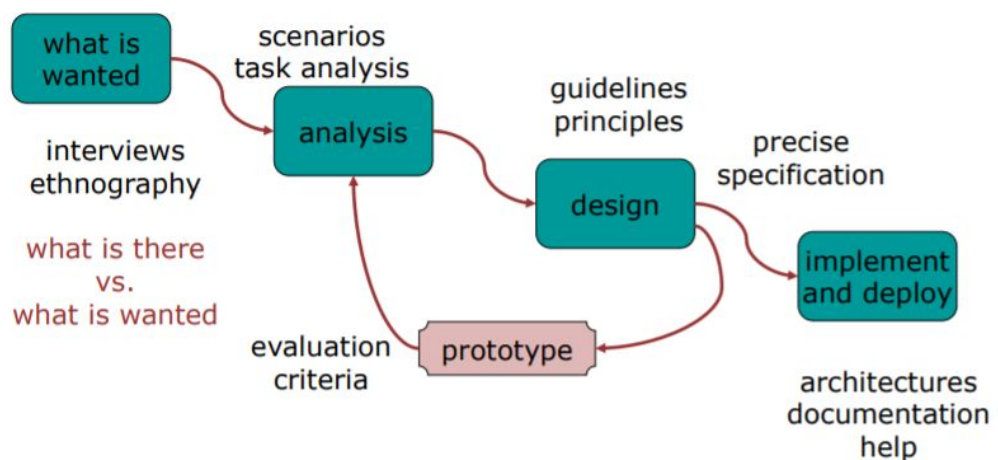 what is
wanted
scenarios
task analysis
analysis
interviews
ethnography
guidelines
principles
design
precise
specification
what is there
vs.
what is wanted
implement
and deploy
evaluation
criteria
prototype
architectures
documentation
help